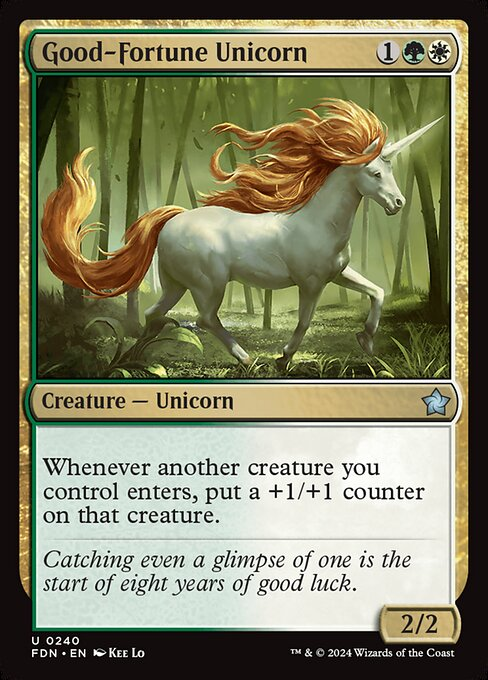 Good-Fortune Unicorn 1
Creature — Unicorn
Whenever another creature you
control enters, put a +1/+1 counter
on that creature.
Catching even a glimpse of one is the
start of eight years of good luck.
2/2
U 0240
FDN • EN Kee Lo
™ & © 2024 Wizards of the Coast